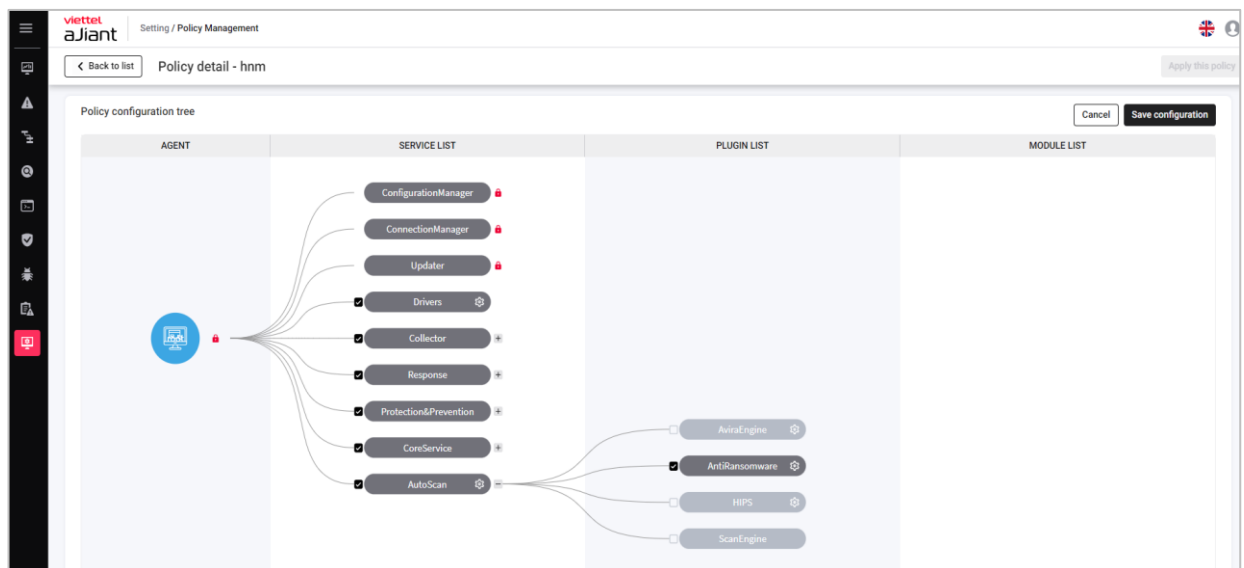 viettel
aJiant
Setting / Policy Management
Back to list
Policy detail - hnm
Apply this policy
Policy configuration tree
Cancel
Save configuration
AGENT
SERVICE LIST
PLUGIN LIST
MODULE LIST
ConfigurationManager
ConnectionManager
Updater
Drivers
Collector
Response
Protection&Prevention
CoreService
AutoScan
AviraEngine
AntiRansomware
HIPS
ScanEngine